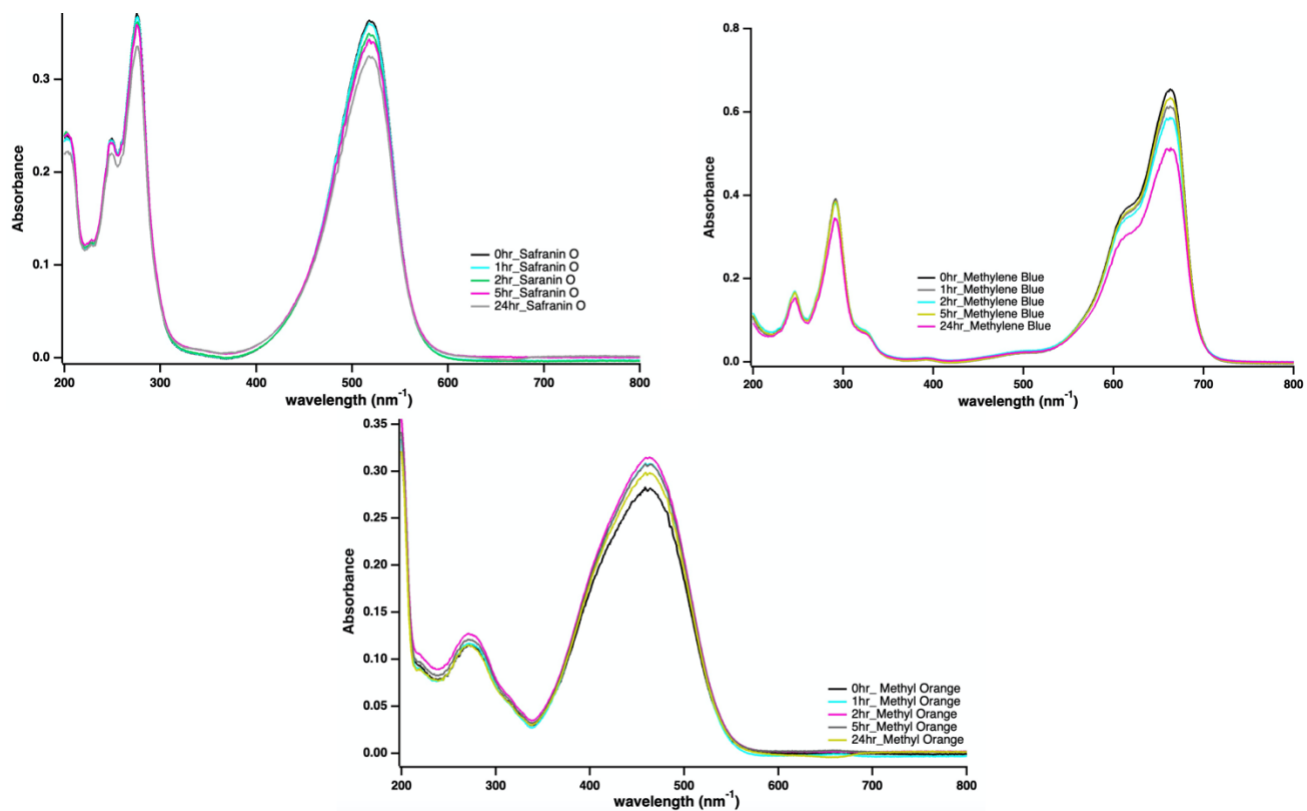 Absorbance
0.3
0.2
0.1
0.0
0hr_Safranin O
1hr_Safranin O
2hr_Saranin O
5hr_Safranin O
24hr_Safranin O
200 300 400 500 600 700 800
wavelength (nm-1)
Absorbance
0.8
0.6
0.4
0.2
0.0
0hr_Methylene Blue
1hr_Methylene Blue
2hr_Methylene Blue
5hr_Methylene Blue
24hr_Methylene Blue
200 300 400 500 600 700 800
wavelength (nm-1)
Absorbance
0.35
0.30
0.25
0.20
0.15
0.10
0.05
0.00
0hr_ Methyl Orange
1hr_ Methyl Orange
2hr_Methyl Orange
5hr_Methyl Orange
24hr_Methyl Orange
200 300 400 500 600 700 800
wavelength (nm-1)